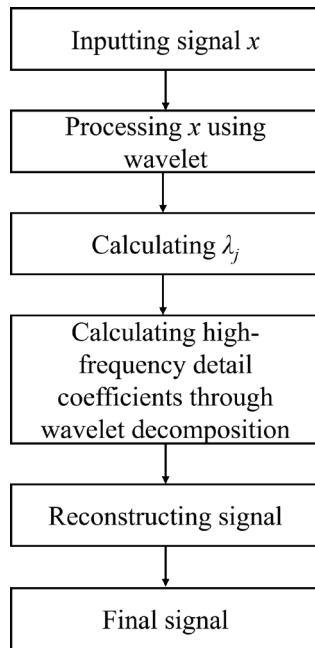 Inputting signal x
Processing x using
wavelet
Calculating λj
Calculating high-
frequency detail
coefficients through
wavelet decomposition
Reconstructing signal
Final signal